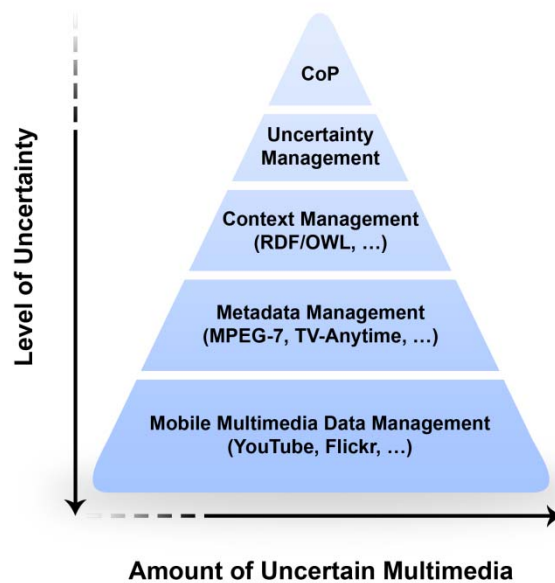 CoP
Uncertainty
Management
Context Management
(RDF/OWL, ...)
Metadata Management
(MPEG-7, TV-Anytime, ...)
Mobile Multimedia Data Management
(YouTube, Flickr, ...)
Level of Uncertainty
Amount of Uncertain Multimedia